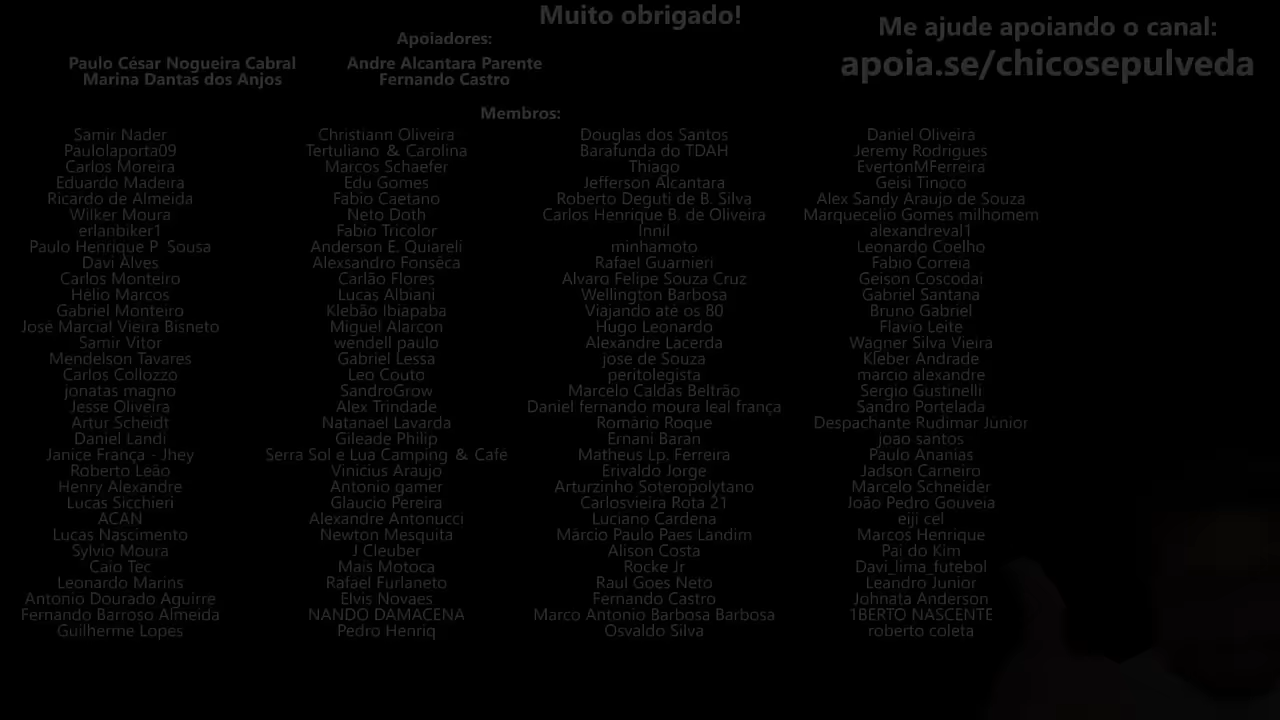 Muito obrigado!
Me ajude apoiando o canal:
apoia.se/chicosepulveda
Apoiadores:
Paulo César Nogueira Cabral
Marina Dantas dos Anjos
Andre Alcantara Parente
Fernando Castro
Membros:
Samir Nader
Paulolaporta09
Carlos Moreira
Eduardo Madeira
Ricardo de Almeida
Wilker Moura
erlanbiker1
Paulo Henrique P Sousa
Davi Alves
Carlos Monteiro
Hélio Marcos
Gabriel Monteiro
José Marcial Vieira Bisneto
Samir Vitor
Mendelson Tavares
Carlos Collozzo
jonatas magno
Jesse Oliveira
Artur Scheidt
Daniel Landi
Janice França - Jhey
Roberto Leão
Henry Alexandre
Lucas Sicchieri
ACAN
Lucas Nascimento
Sylvio Moura
Caio Tec
Leonardo Marins
Antonio Dourado Aguirre
Fernando Barroso Almeida
Guilherme Lopes
Christiann Oliveira
Tertuliano & Carolina
Marcos Schaefer
Edu Gomes
Fabio Caetano
Neto Doth
Fabio Tricolor
Anderson E. Quiareli
Alexsandro Fonsêca
Carlão Flores
Lucas Albiani
Klebão Ibiapaba
Miguel Alarcon
wendell paulo
Gabriel Lessa
Leo Couto
SandroGrow
Alex Trindade
Natanael Lavarda
Gileade Philip
Serra Sol e Lua Camping & Café
Vinicius Araujo
Antonio gamer
Glaucio Pereira
Alexandre Antonucci
Newton Mesquita
J Cleuber
Mais Motoca
Rafael Furlaneto
Elvis Novaes
NANDO DAMACENA
Pedro Henriq
Douglas dos Santos
Barafunda do TDAH
Thiago
Jefferson Alcantara
Roberto Deguti de B. Silva
Carlos Henrique B. de Oliveira
Innil
minhamoto
Rafael Guarnieri
Alvaro Felipe Souza Cruz
Wellington Barbosa
Viajando até os 80
Hugo Leonardo
Alexandre Lacerda
jose de Souza
peritolegista
Marcelo Caldas Beltrão
Daniel fernando moura leal frança
Romário Roque
Ernani Baran
Matheus Lp. Ferreira
Erivaldo Jorge
Arturzinho Soteropolytano
Carlosvieira Rota 21
Luciano Cardena
Márcio Paulo Paes Landim
Alison Costa
Rocke Jr
Raul Goes Neto
Fernando Castro
Marco Antonio Barbosa Barbosa
Osvaldo Silva
Daniel Oliveira
Jeremy Rodrigues
EvertonMFerreira
Geisi Tinoco
Alex Sandy Araujo de Souza
Marquecelio Gomes milhomem
alexandreval1
Leonardo Coelho
Fabio Correia
Geison Coscodai
Gabriel Santana
Bruno Gabriel
Flavio Leite
Wagner Silva Vieira
Kleber Andrade
marcio alexandre
Sergio Gustinelli
Sandro Portelada
Despachante Rudimar Júnior
joao santos
Paulo Ananias
Jadson Carneiro
Marcelo Schneider
João Pedro Gouveia
eiji cel
Marcos Henrique
Pai do Kim
Davi_lima_futebol
Leandro Junior
Johnata Anderson
1BERTO NASCENTE
roberto coleta